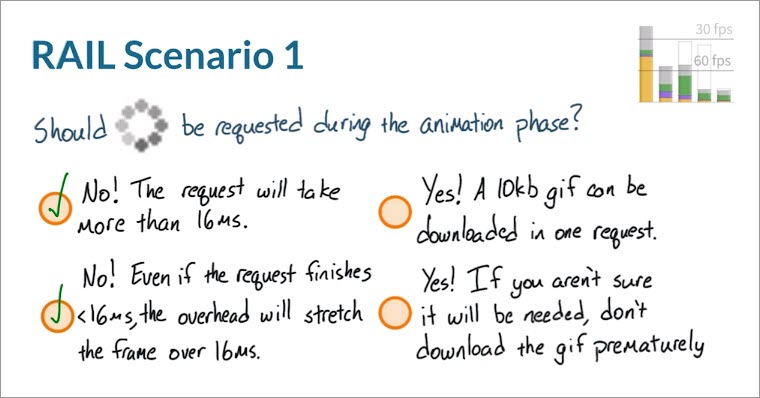 RAIL Scenario 1
30 fps
60 fps
Should be requested during the animation phase?
No! The request will take
more than 16ms.
No! Even if the request finishes
<16ms, the overhead will stretch
the frame over 16ms.
Yes! A 10kb gif can be
downloaded in one request.
Yes! If you aren't sure
it will be needed, don't
download the gif prematurely